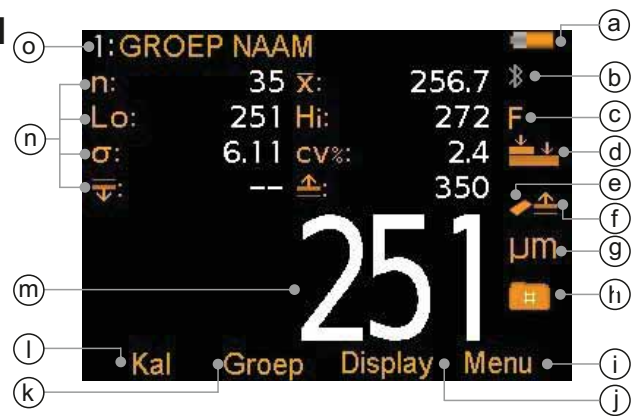 o 1:GROEP NAAM a
n: 35 x̄: 256.7 b
Lo: 251 Hi: 272 F c
n
σ: 6.11 cv%: 2.4 d
--: 350 e
f
µm g
m 251 # h
l Kal Groep Display Menu i
k j